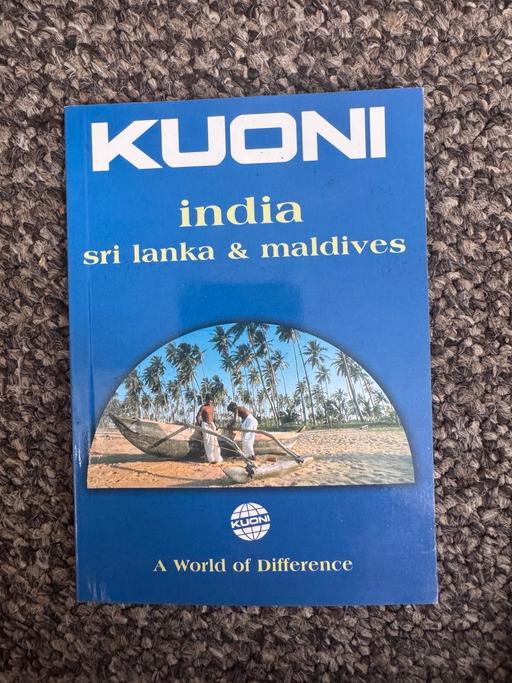 KUONI
india
sri lanka & maldives
KUONI
A World of Difference